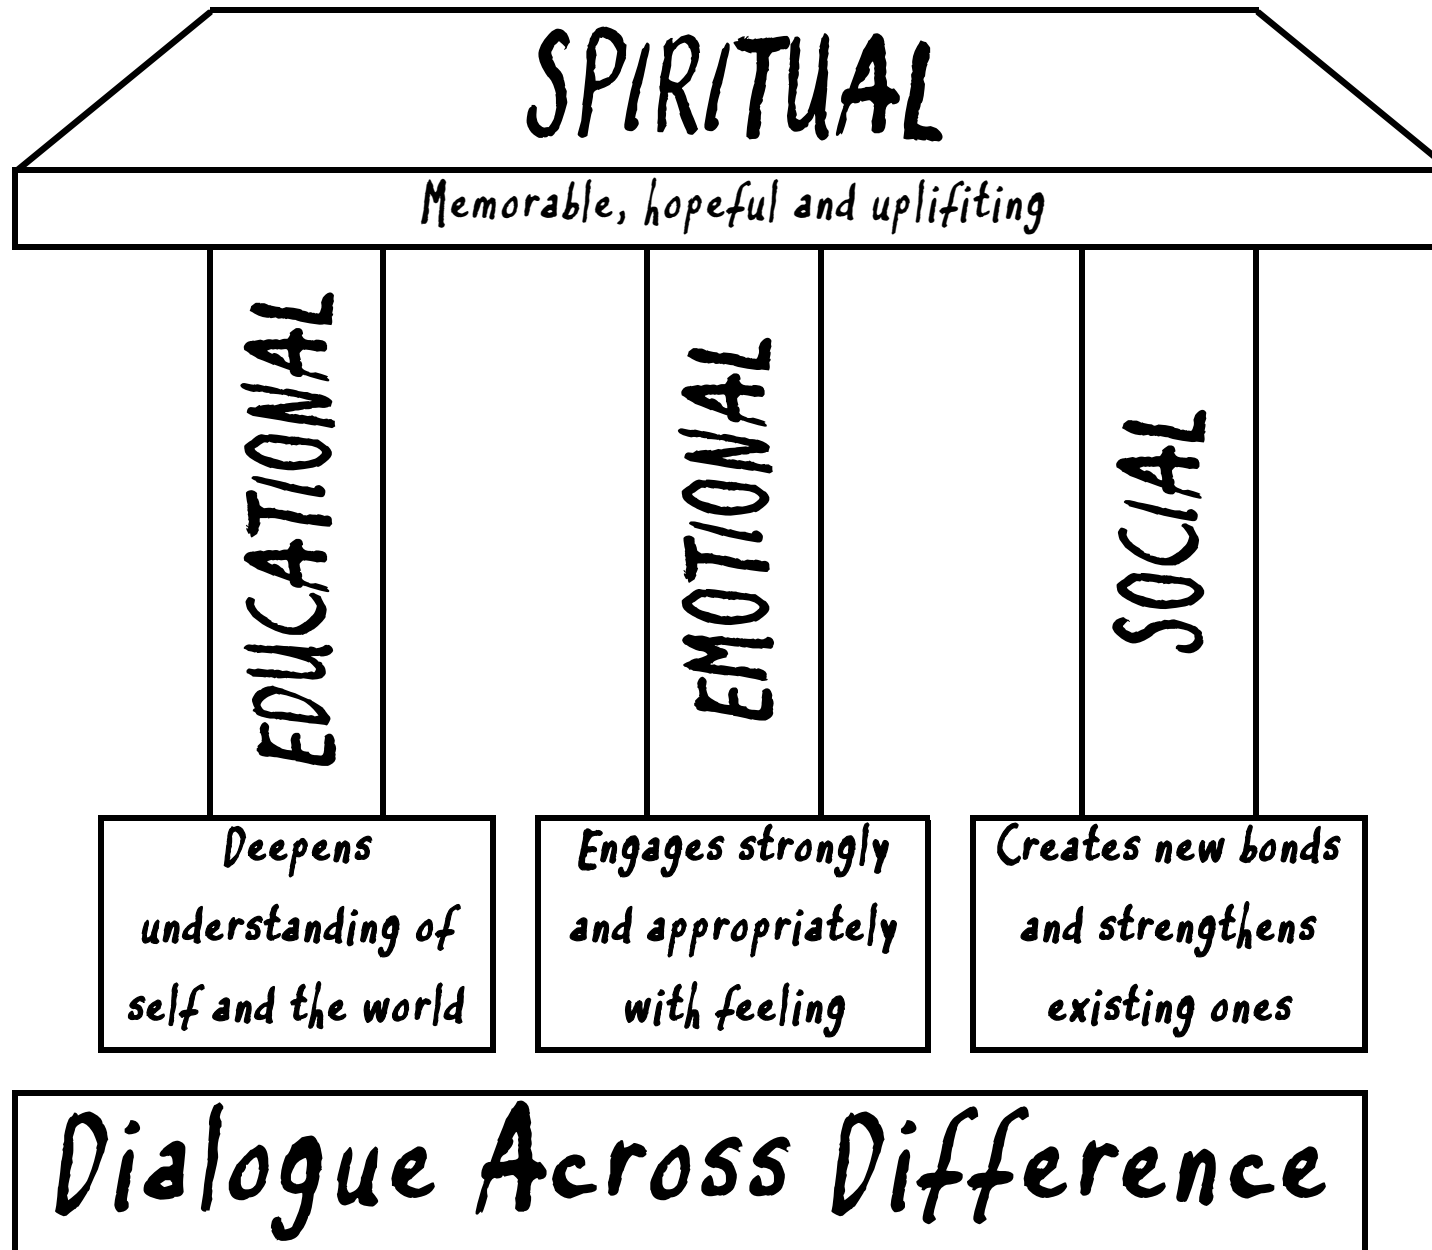 SPIRITUAL
Memorable, hopeful and uplifiting
EDUCATIONAL
EMOTIONAL
SOCIAL
Deepens
understanding of
self and the world
Engages strongly
and appropriately
with feeling
Creates new bonds
and strengthens
existing ones
Dialogue Across Difference